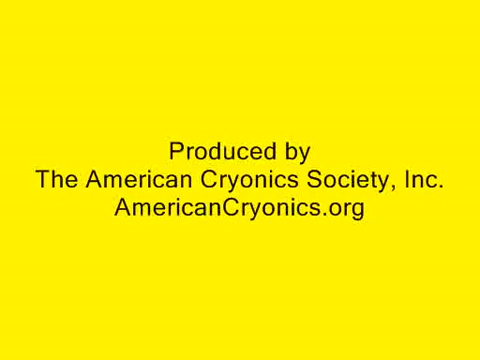 Produced by
The American Cryonics Society, Inc.
AmericanCryonics.org